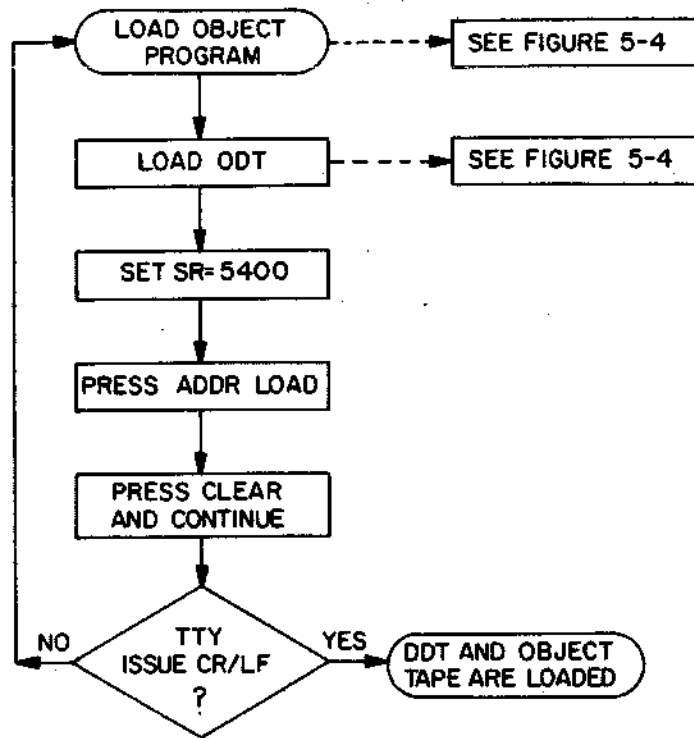 LOAD OBJECT
PROGRAM
SEE FIGURE 5-4
LOAD ODT
SEE FIGURE 5-4
SET SR=5400
PRESS ADDR LOAD
PRESS CLEAR
AND CONTINUE
NO
TTY
ISSUE CR/LF
?
YES
DDT AND OBJECT
TAPE ARE LOADED